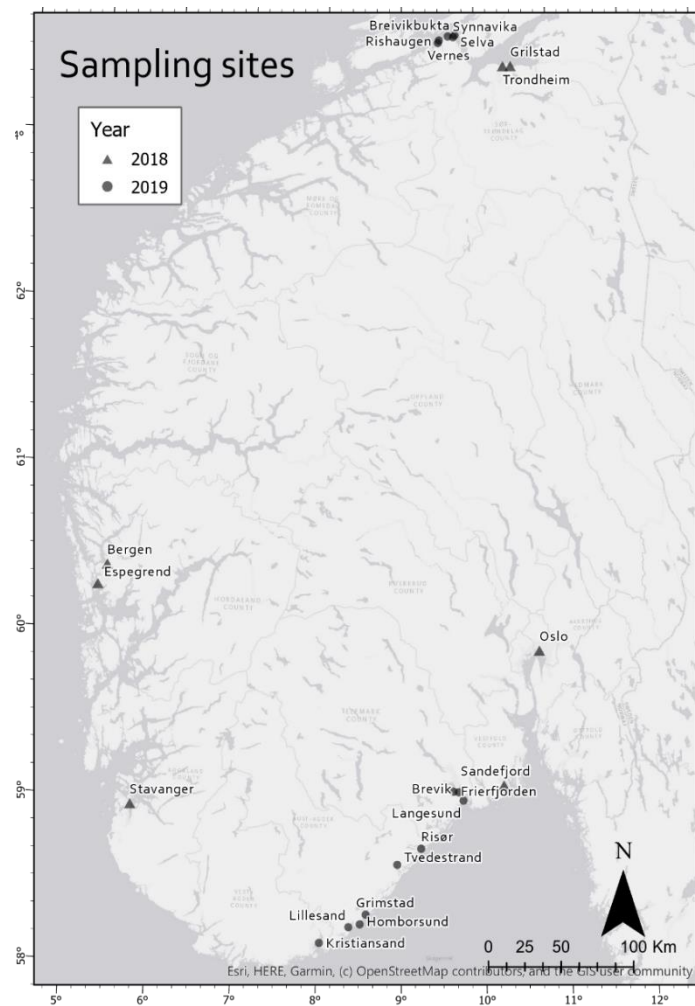 Breivikbukta Synnavika
Rishaugen Selva
Vernes
Grilstad
Trondheim
Sampling sites
Year
2018
2019
62°
61°
60°
59°
58°
Bergen
Espegrend
Oslo
Stavanger
Sandefjord
Brevik Frierfjorden
Langesund
Risør
Tvedestrand
Grimstad
Lillesand Homborsund
Kristiansand
N
0 25 50 100 Km
Esri, HERE, Garmin, (c) OpenStreetMap contributors, and the GIS user community
5° 6° 7° 8° 9° 10° 11° 12°